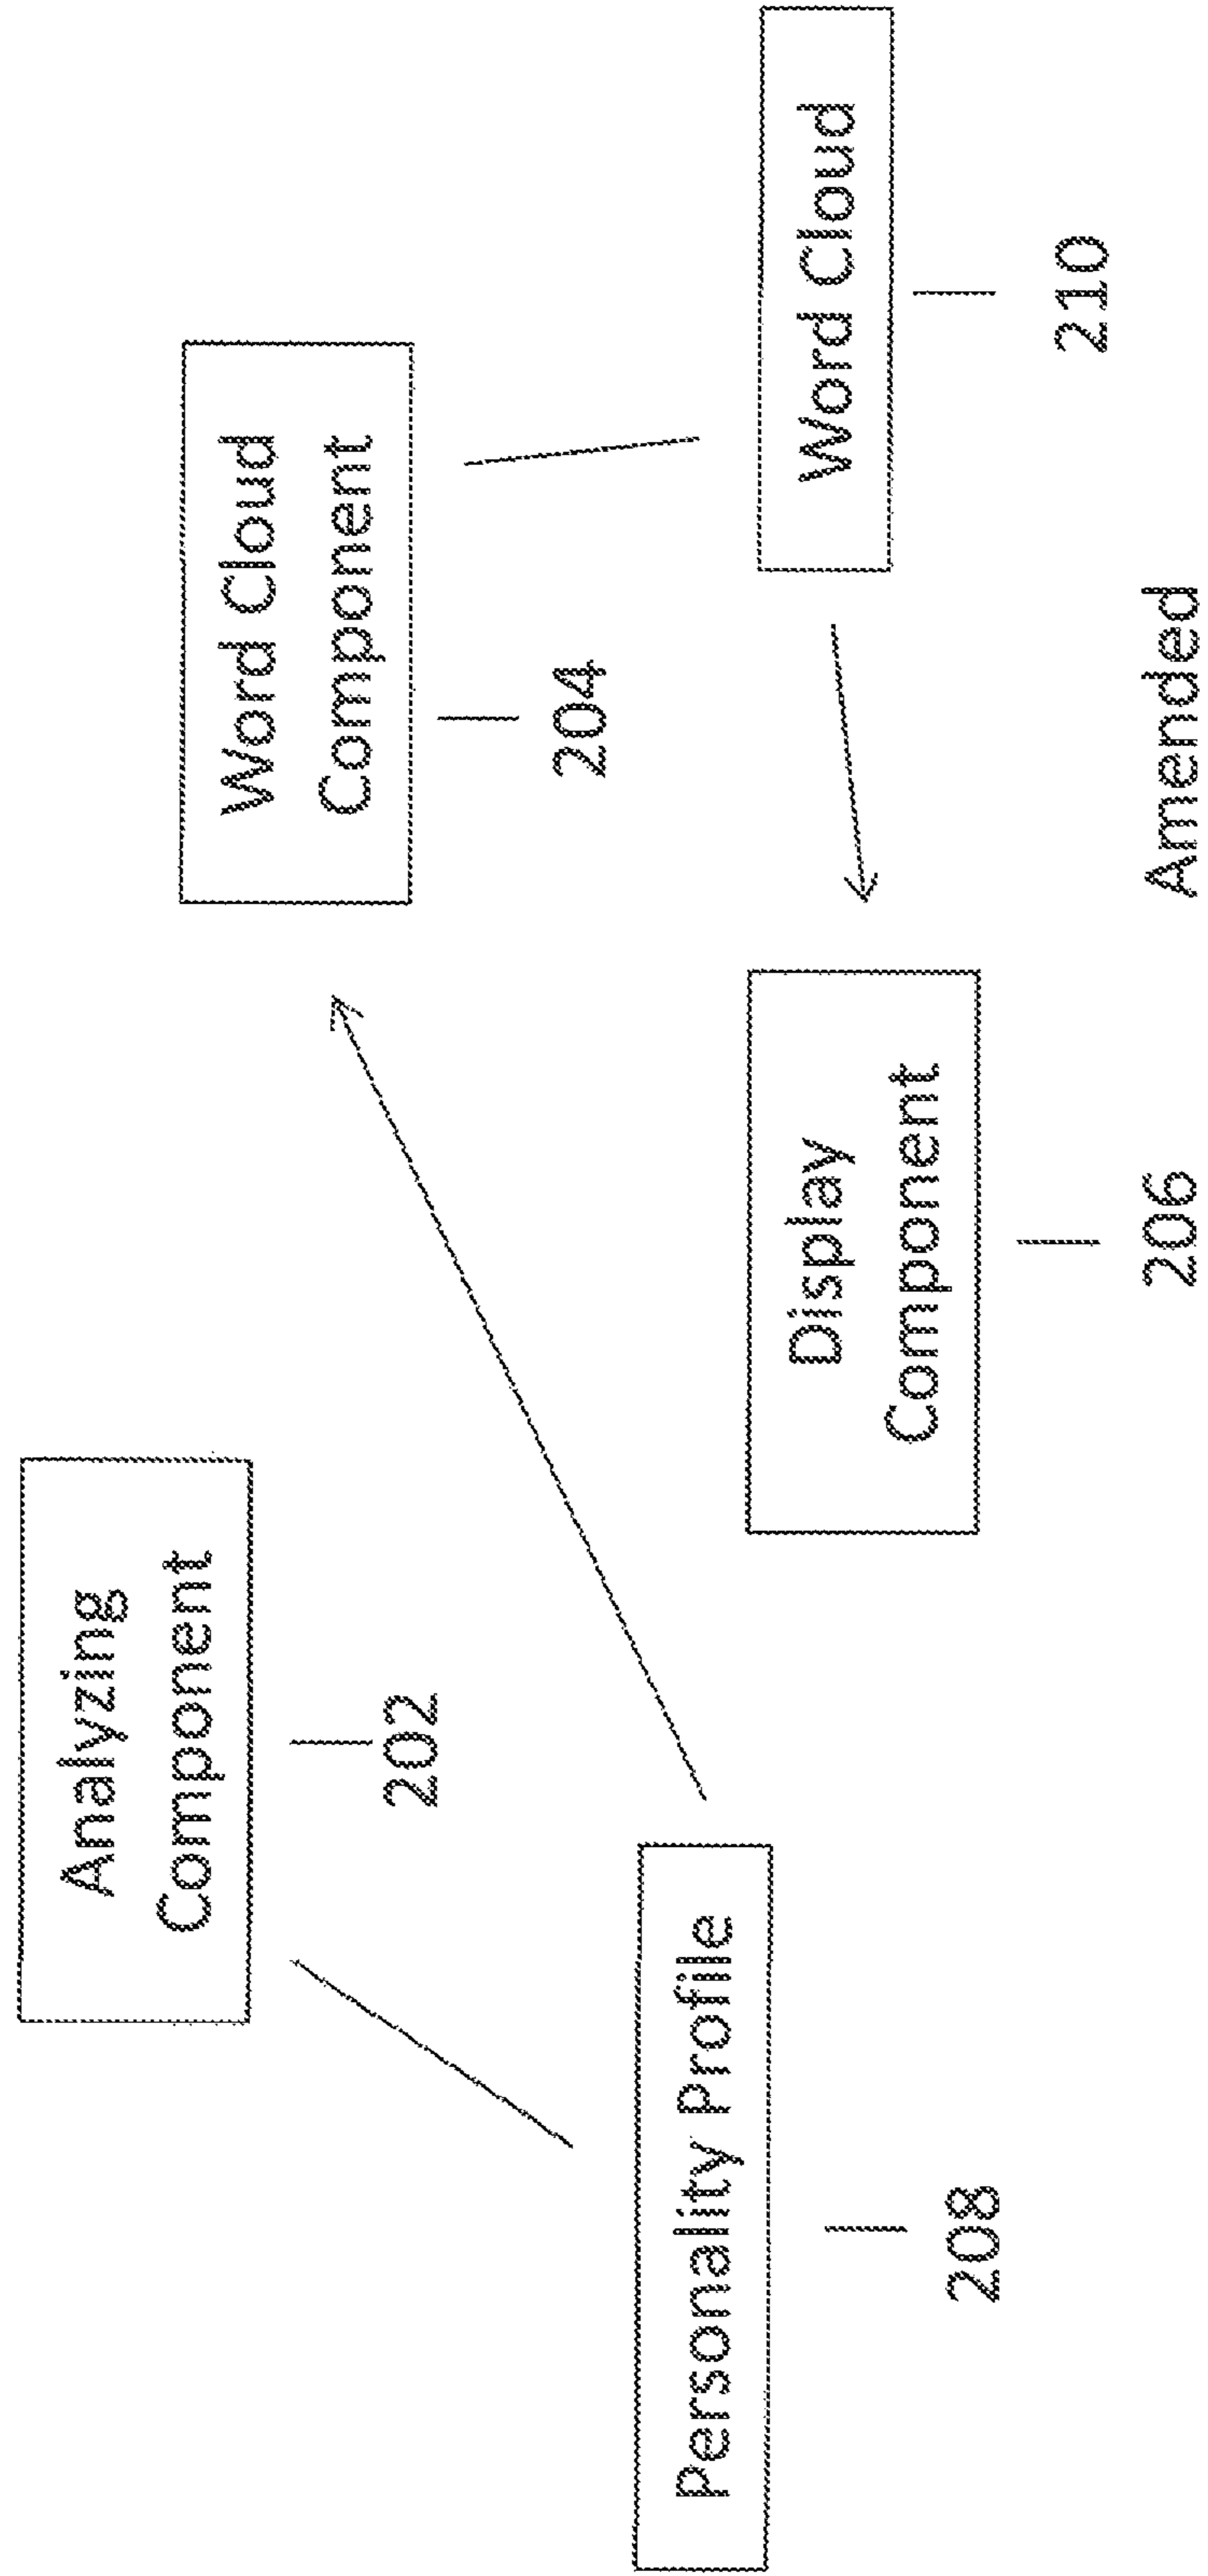 Analyzing
Component
202
Word Cloud
Component
204
Personality Profile
208
Display
Component
206
Word Cloud
210
Amended